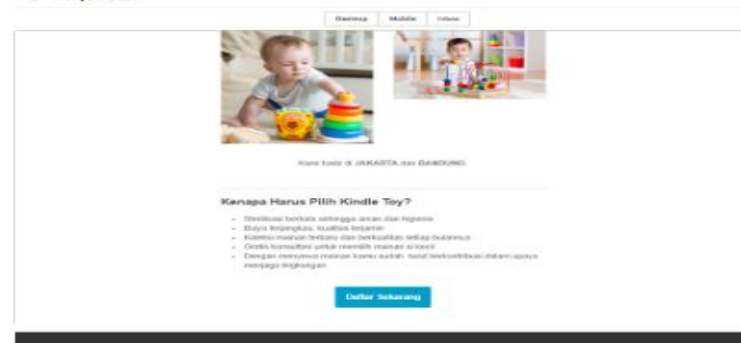 Desktop Mobile Inbox
Kami hadir di JAKARTA dan BANDUNG
Kenapa Harus Pilih Kindle Toy?
Sterilisasi berkala sehingga aman dan higienis
Biaya terjangkau, kualitas terjamin
Koleksi mainan terbaru dan berkualitas setiap bulannya
Gratis konsultasi untuk memilih mainan si kecil
Dengan menyewa mainan kamu sudah turut berkontribusi dalam upaya
menjaga lingkungan
Daftar Sekarang